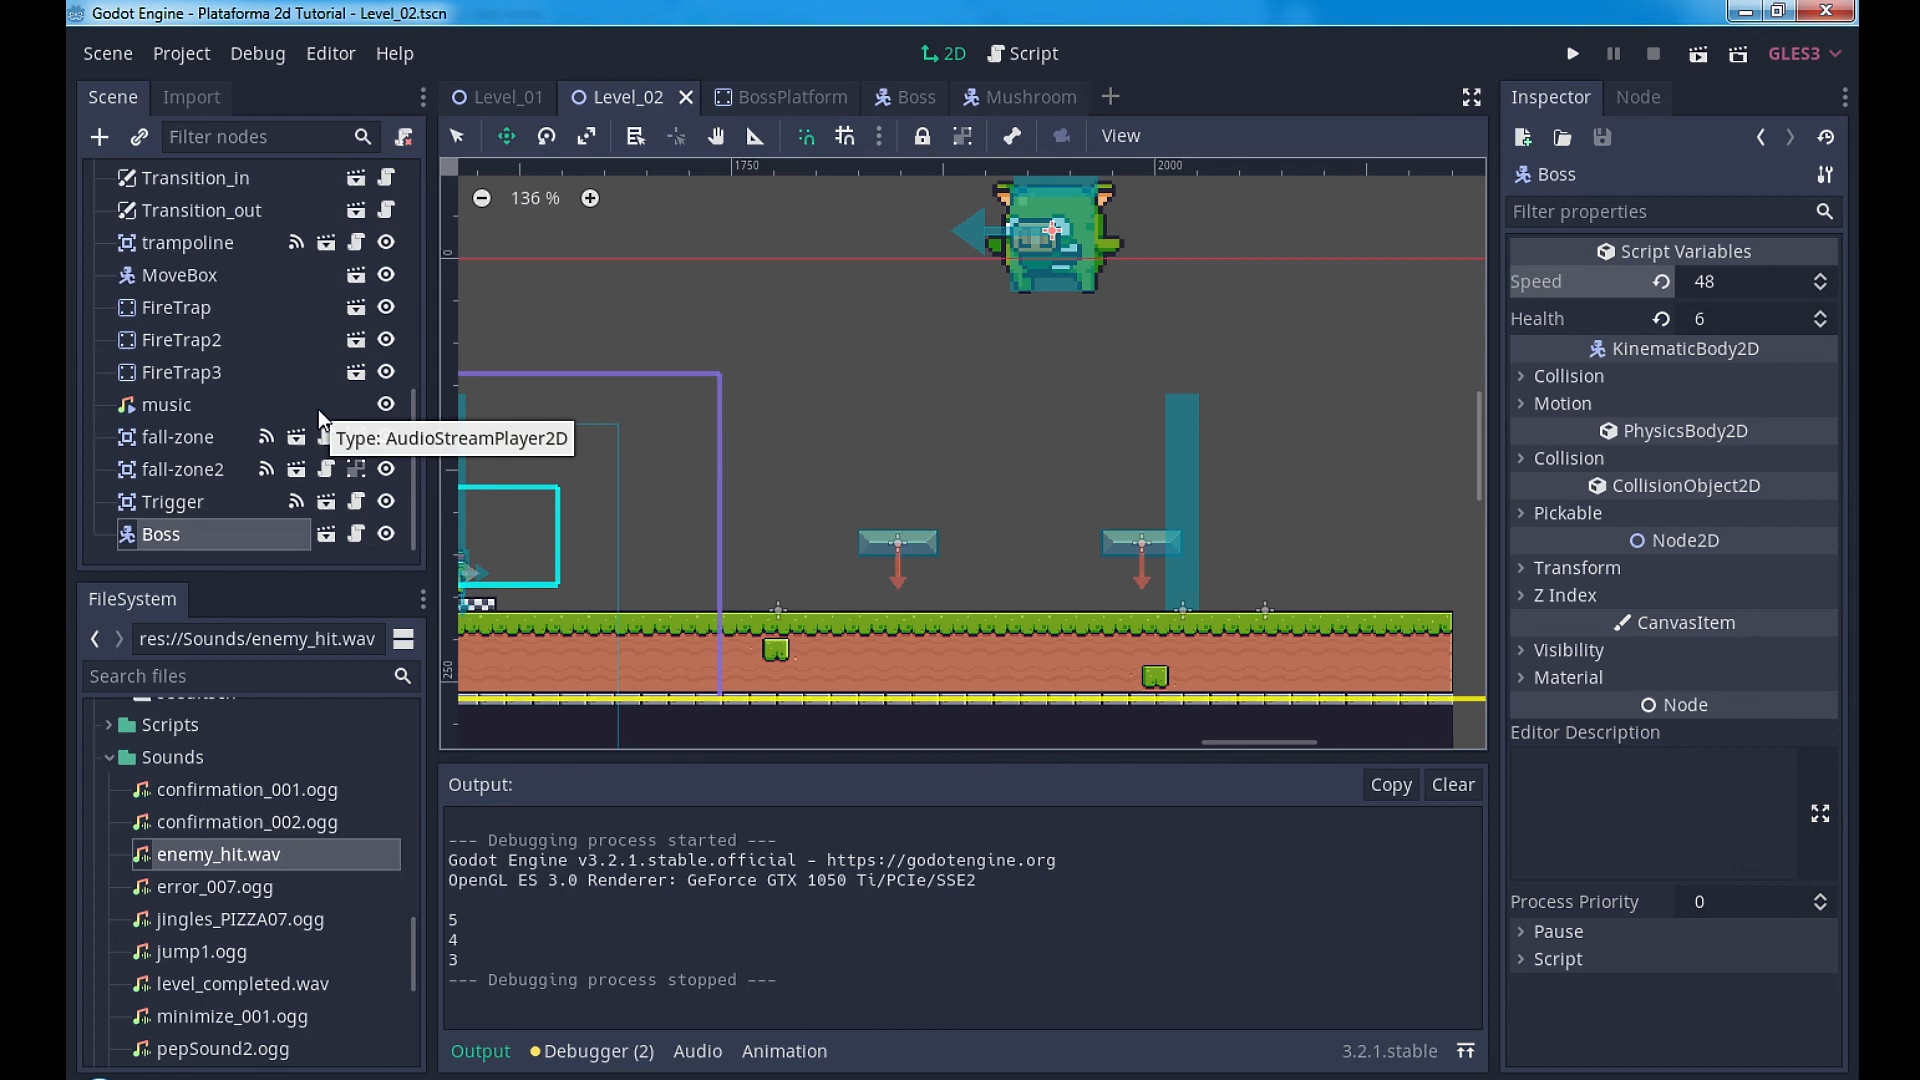 Godot Engine - Plataforma 2d Tutorial - Level_02.tscn
Scene Project Debug Editor Help
2D Script
GLES3
Scene Import
Level_01 Level_02 BossPlatform Boss Mushroom
Inspector Node
Filter nodes
View
Transition_in
Transition_out
trampoline
MoveBox
FireTrap
FireTrap2
FireTrap3
music
fall-zone
fall-zone2
Trigger
Boss
Type: AudioStreamPlayer2D
1750 2000
136 %
0
250
Boss
Filter properties
Script Variables
Speed 48
Health 6
KinematicBody2D
Collision
Motion
PhysicsBody2D
Collision
CollisionObject2D
Pickable
Node2D
Transform
Z Index
CanvasItem
Visibility
Material
Node
Editor Description
Process Priority 0
Pause
Script
FileSystem
res://Sounds/enemy_hit.wav
Search files
Scripts
Sounds
confirmation_001.ogg
confirmation_002.ogg
enemy_hit.wav
error_007.ogg
jingles_PIZZA07.ogg
jump1.ogg
level_completed.wav
minimize_001.ogg
pepSound2.ogg
Output:
Copy Clear
--- Debugging process started ---
Godot Engine v3.2.1.stable.official - https://godotengine.org
OpenGL ES 3.0 Renderer: GeForce GTX 1050 Ti/PCIe/SSE2
5
4
3
--- Debugging process stopped ---
Output Debugger (2) Audio Animation
3.2.1.stable